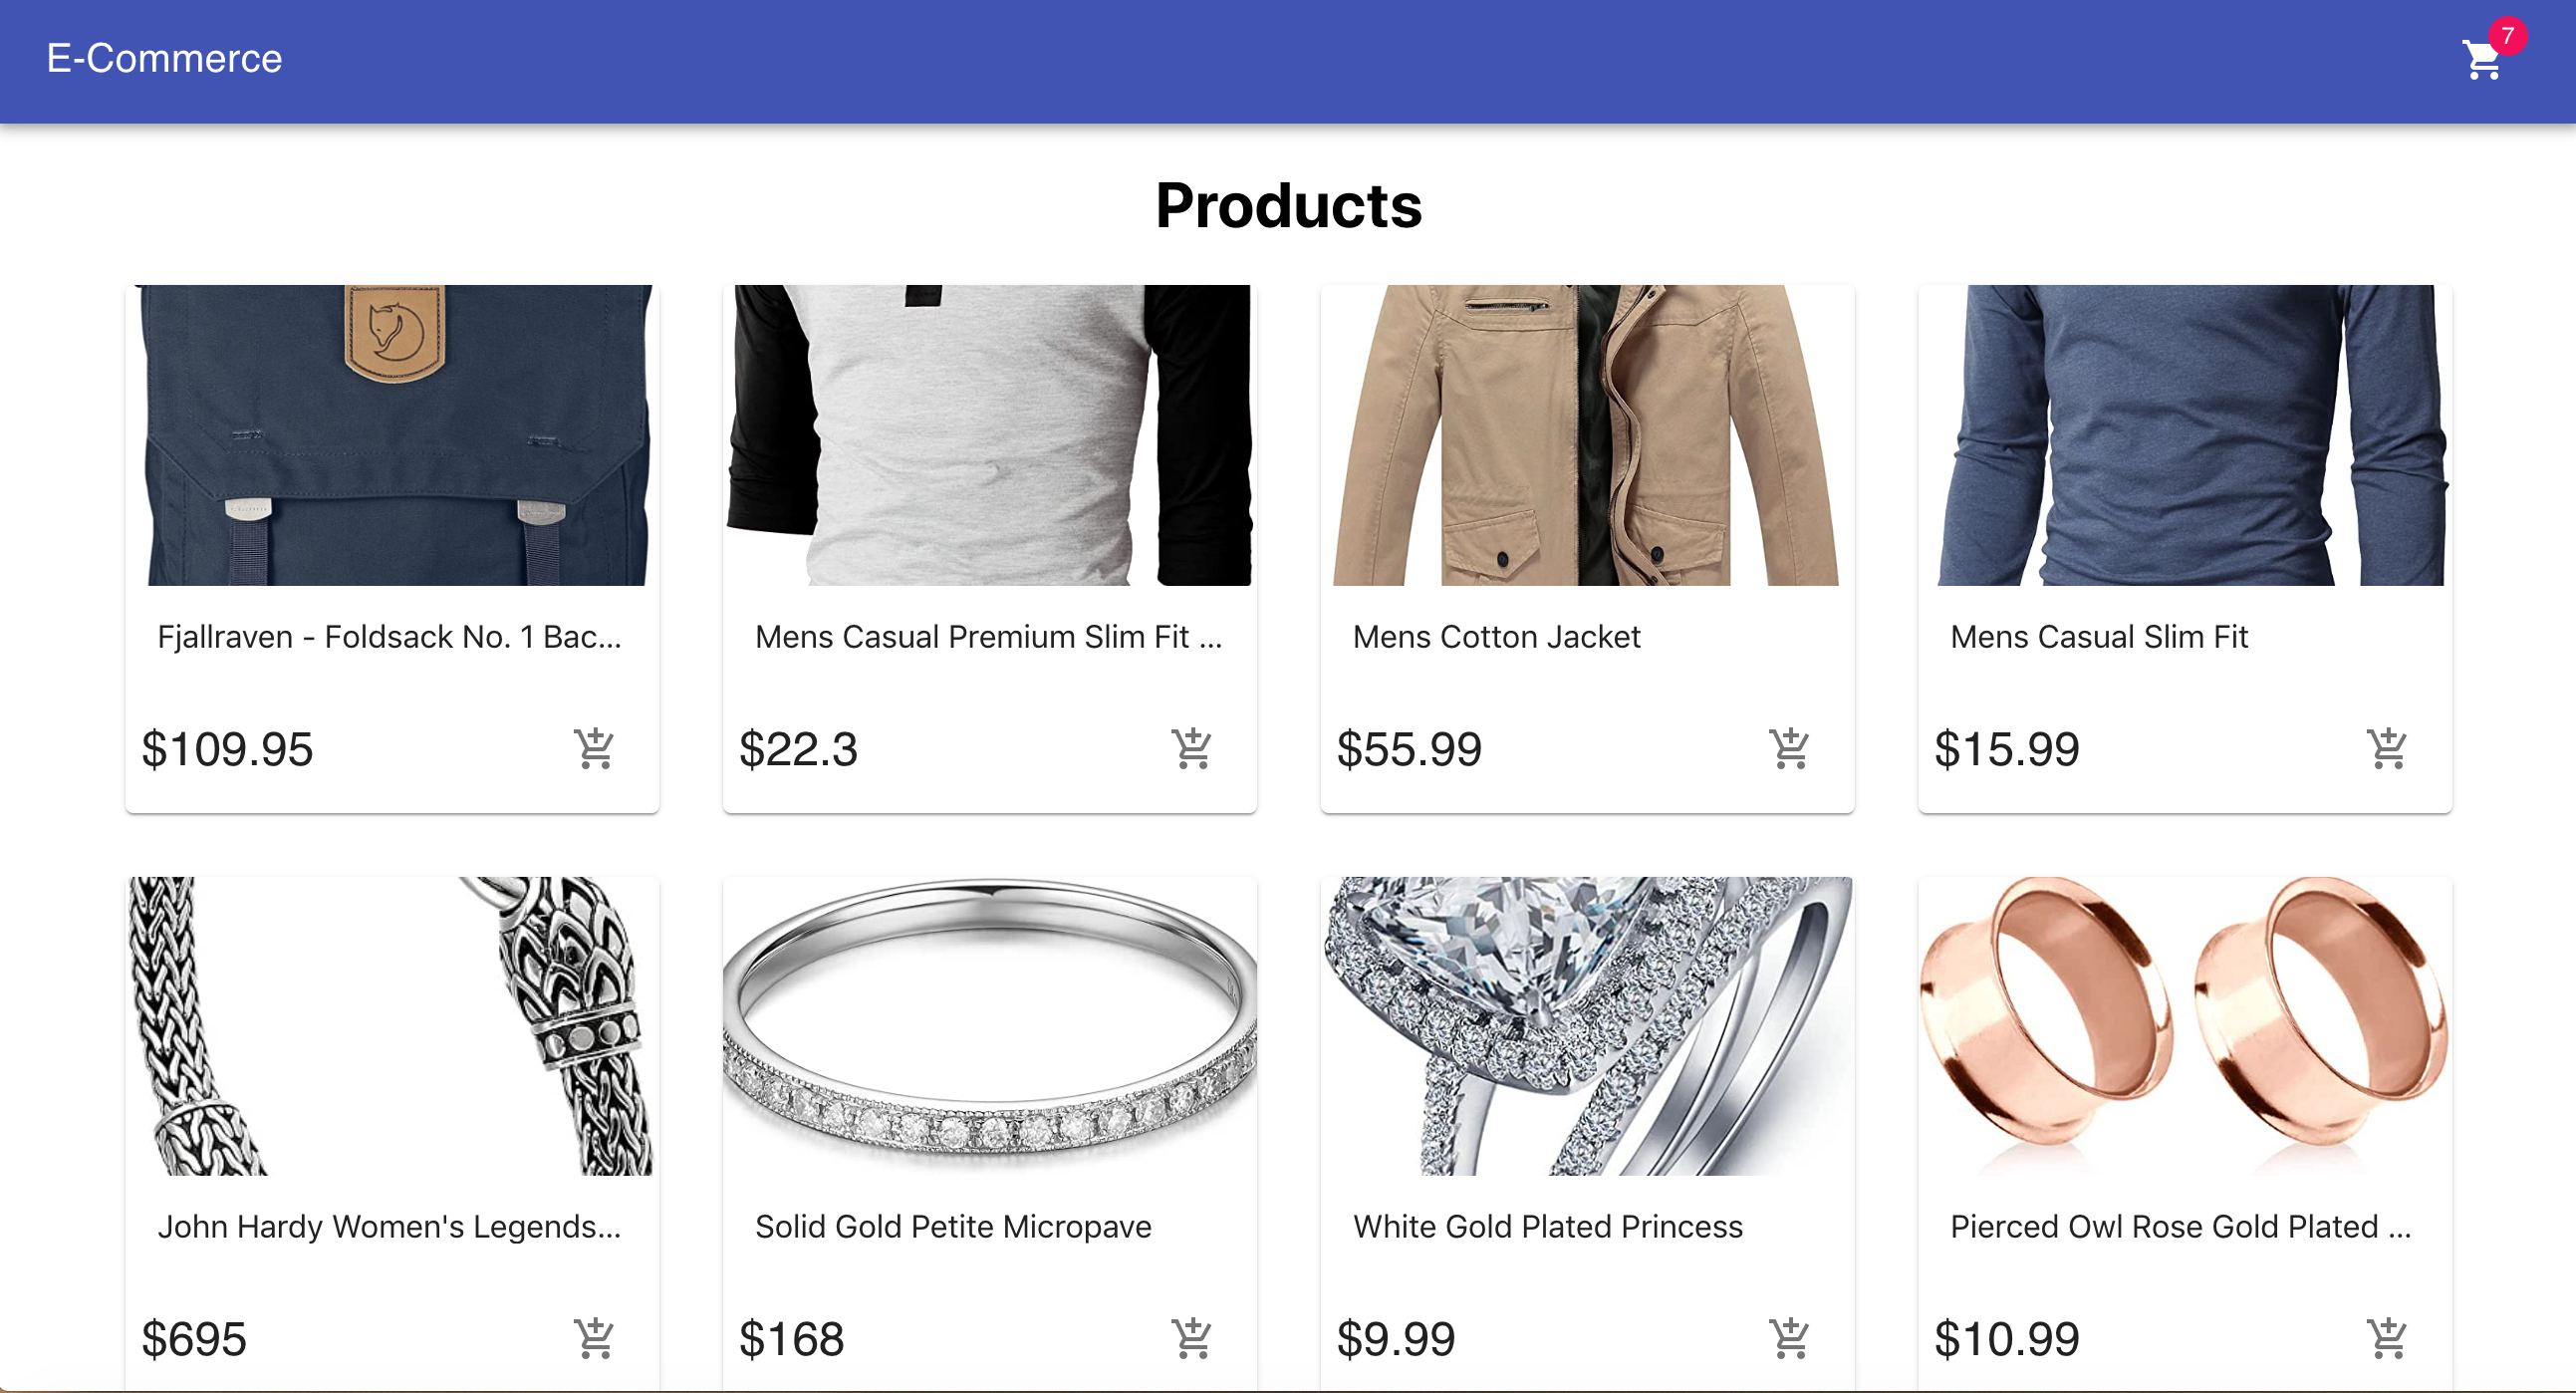 E-Commerce
7
Products
Fjallraven - Foldsack No. 1 Bac...
Mens Casual Premium Slim Fit ...
Mens Cotton Jacket
Mens Casual Slim Fit
$109.95
$22.3
$55.99
$15.99
John Hardy Women's Legends...
Solid Gold Petite Micropave
White Gold Plated Princess
Pierced Owl Rose Gold Plated ...
$695
$168
$9.99
$10.99